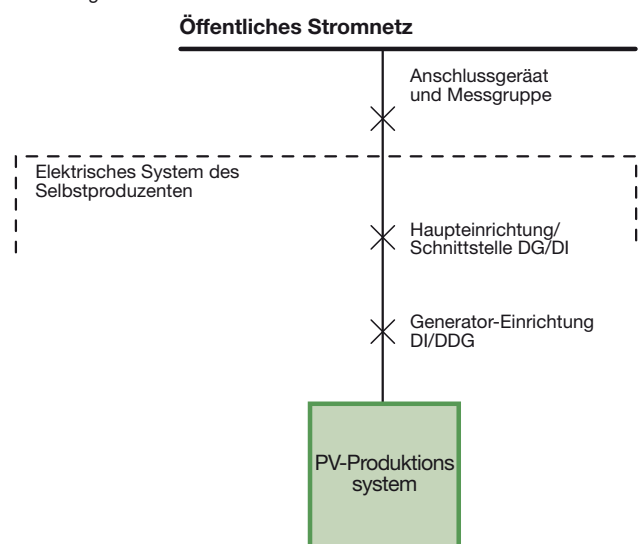 Öffentliches Stromnetz
Anschlussgeräat
und Messgruppe
Elektrisches System des
Selbstproduzenten
Haupteinrichtung/
Schnittstelle DG/DI
Generator-Einrichtung
DI/DDG
PV-Produktions
system